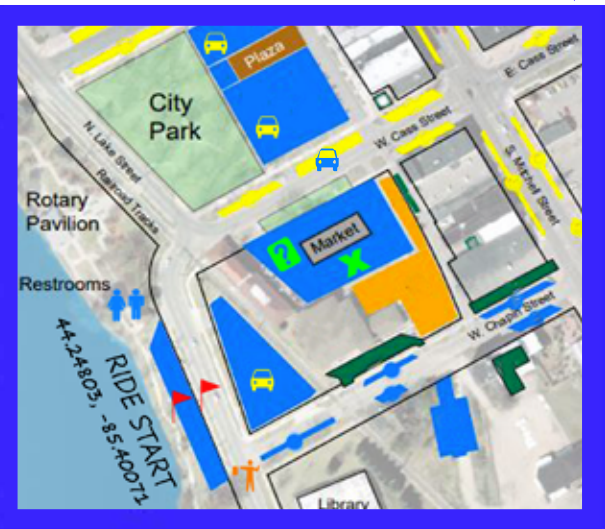 Plaza
E. Cass Street
City
Park
W. Cass Street
N. Lake Street
S. Mitchell Street
Railroad Tracks
Rotary
Pavilion
Market
?
X
Restrooms
W. Chapin Street
RIDE START
44.24803, -85.40071
Library